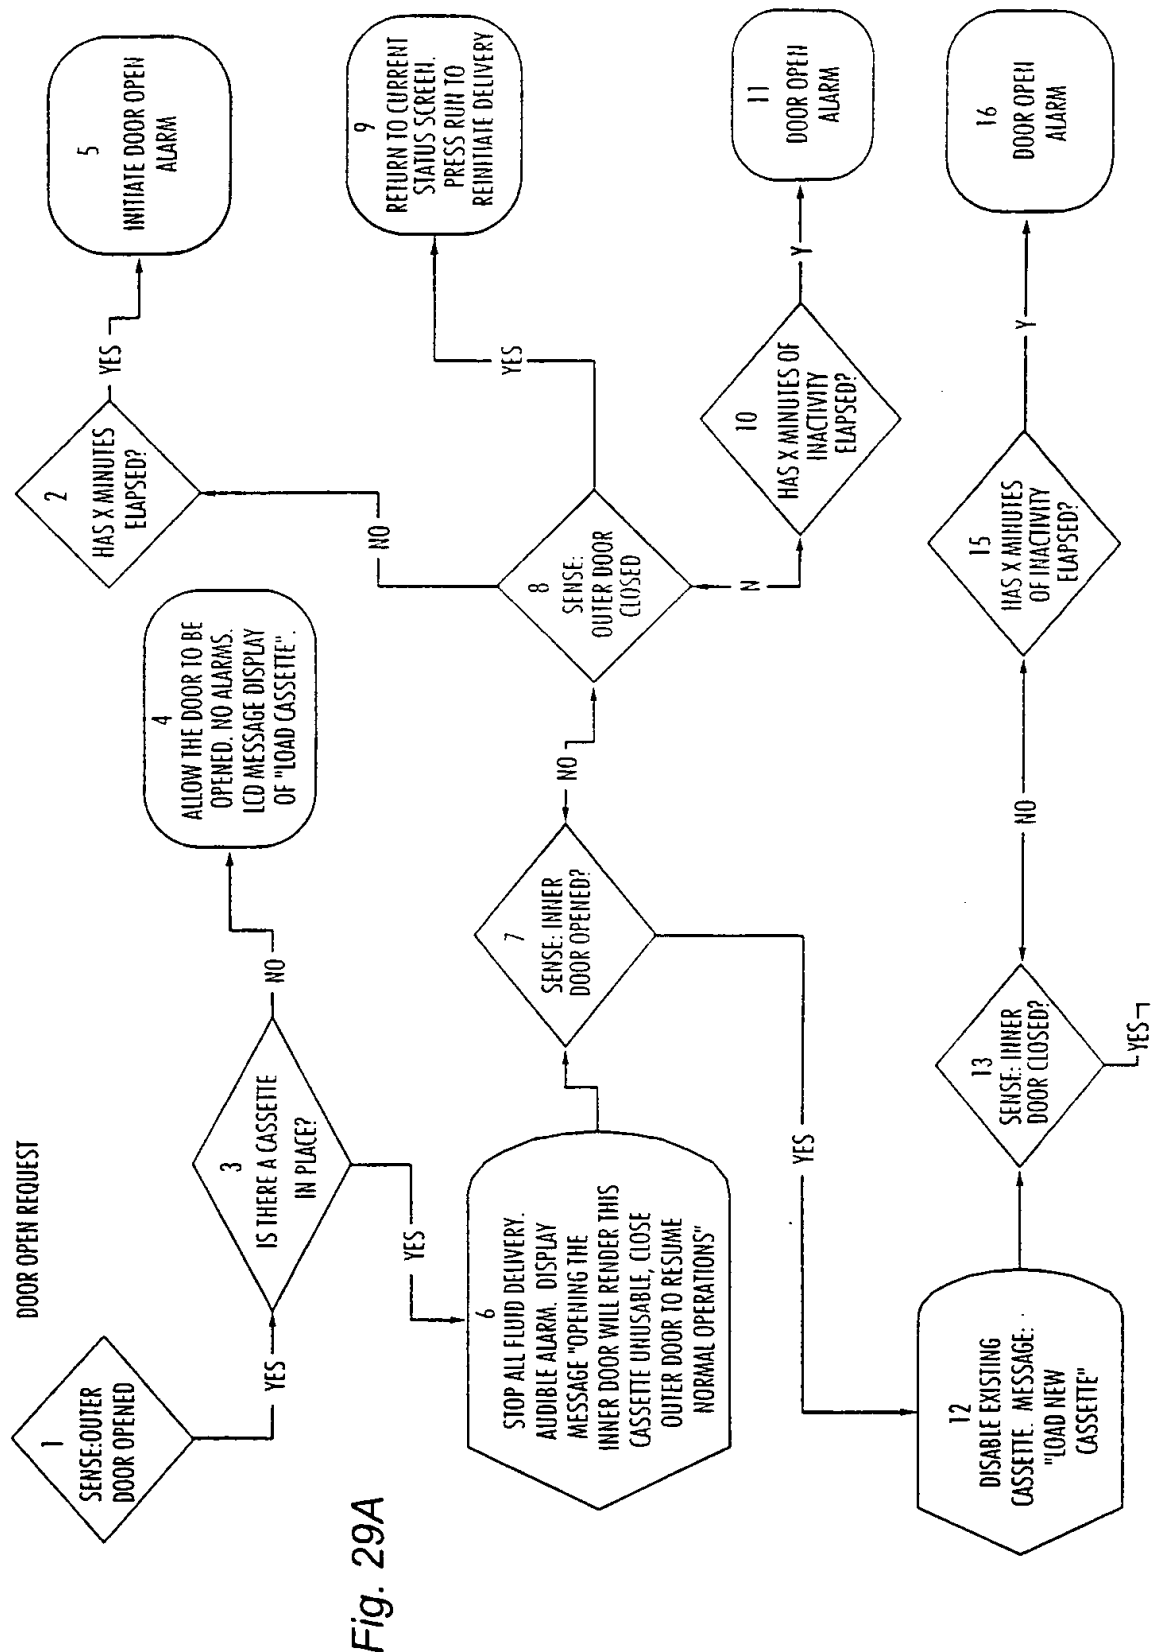 DOOR OPEN REQUEST
1
SENSE:OUTER
DOOR OPENED
YES
3
IS THERE A CASSETTE
IN PLACE?
NO
4
ALLOW THE DOOR TO BE
OPENED. NO ALARMS.
LCD MESSAGE DISPLAY
OF "LOAD CASSETTE".
2
HAS X MINUTES
ELAPSED?
YES
5
INITIATE DOOR OPEN
ALARM
YES
6
STOP ALL FLUID DELIVERY.
AUDIBLE ALARM. DISPLAY
MESSAGE "OPENING THE
INNER DOOR WILL RENDER THIS
CASSETTE UNUSABLE, CLOSE
OUTER DOOR TO RESUME
NORMAL OPERATIONS"
7
SENSE: INNER
DOOR OPENED?
NO
8
SENSE:
OUTER DOOR
CLOSED
NO
YES
9
RETURN TO CURRENT
STATUS SCREEN.
PRESS RUN TO
REINITIATE DELIVERY
N
10
HAS X MINUTES OF
INACTIVITY
ELAPSED?
Y
11
DOOR OPEN
ALARM
YES
12
DISABLE EXISTING
CASSETTE. MESSAGE:
"LOAD NEW
CASSETTE"
13
SENSE: INNER
DOOR CLOSED?
YES
NO
15
HAS X MINUTES
OF INACTIVITY
ELAPSED?
Y
16
DOOR OPEN
ALARM
Fig. 29A